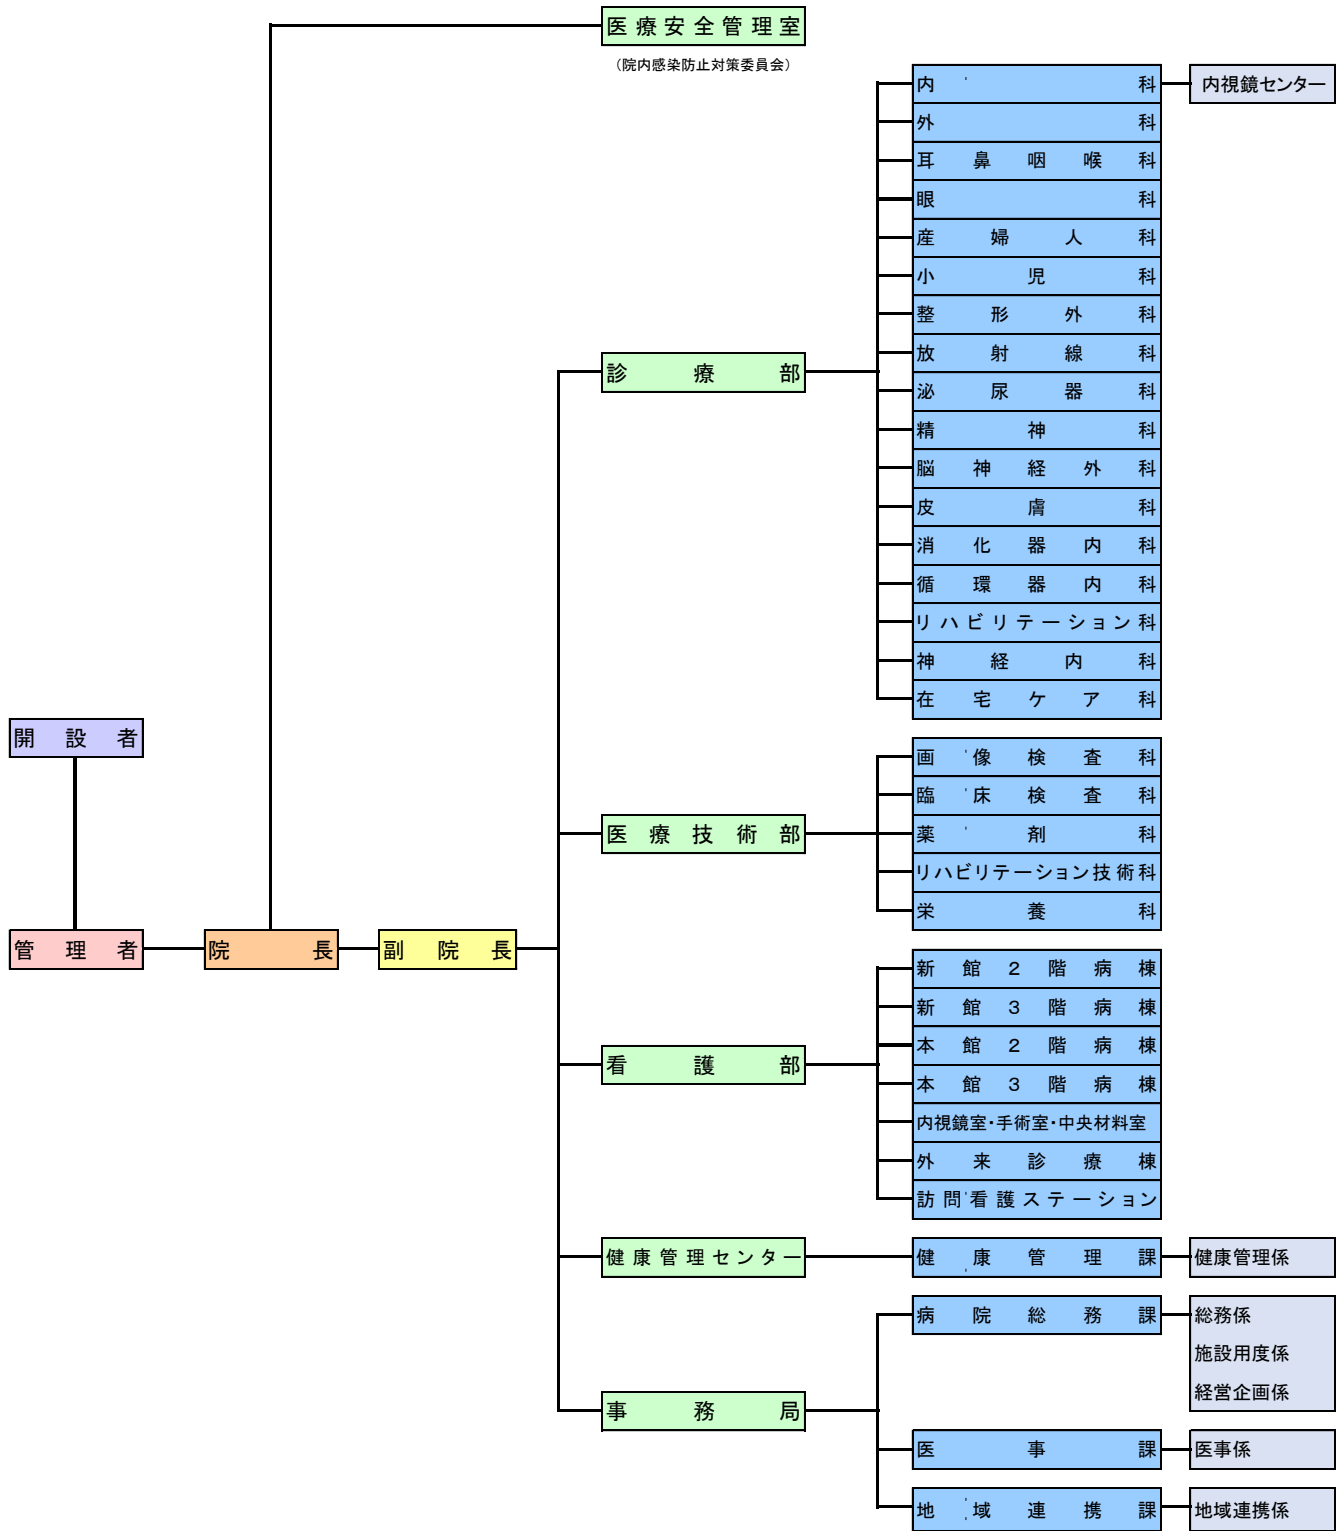 医療安全管理室
（院内感染防止対策委員会）
内科
内視鏡センター
外科
耳鼻咽喉科
眼科
産婦人科
小児科
整形外科
放射線科
診療部
泌尿器科
精神科
脳神経外科
皮膚科
消化器内科
循環器内科
リハビリテーション科
神経内科
在宅ケア科
開設者
画像検査科
臨床検査科
医療技術部
薬剤科
リハビリテーション技術科
栄養科
管理者
院長
副院長
新館2階病棟
新館3階病棟
本館2階病棟
看護部
本館3階病棟
内視鏡室・手術室・中央材料室
外来診療棟
訪問看護ステーション
健康管理センター
健康管理課
健康管理係
病院総務課
総務係
施設用度係
経営企画係
事務局
医事課
医事係
地域連携課
地域連携係